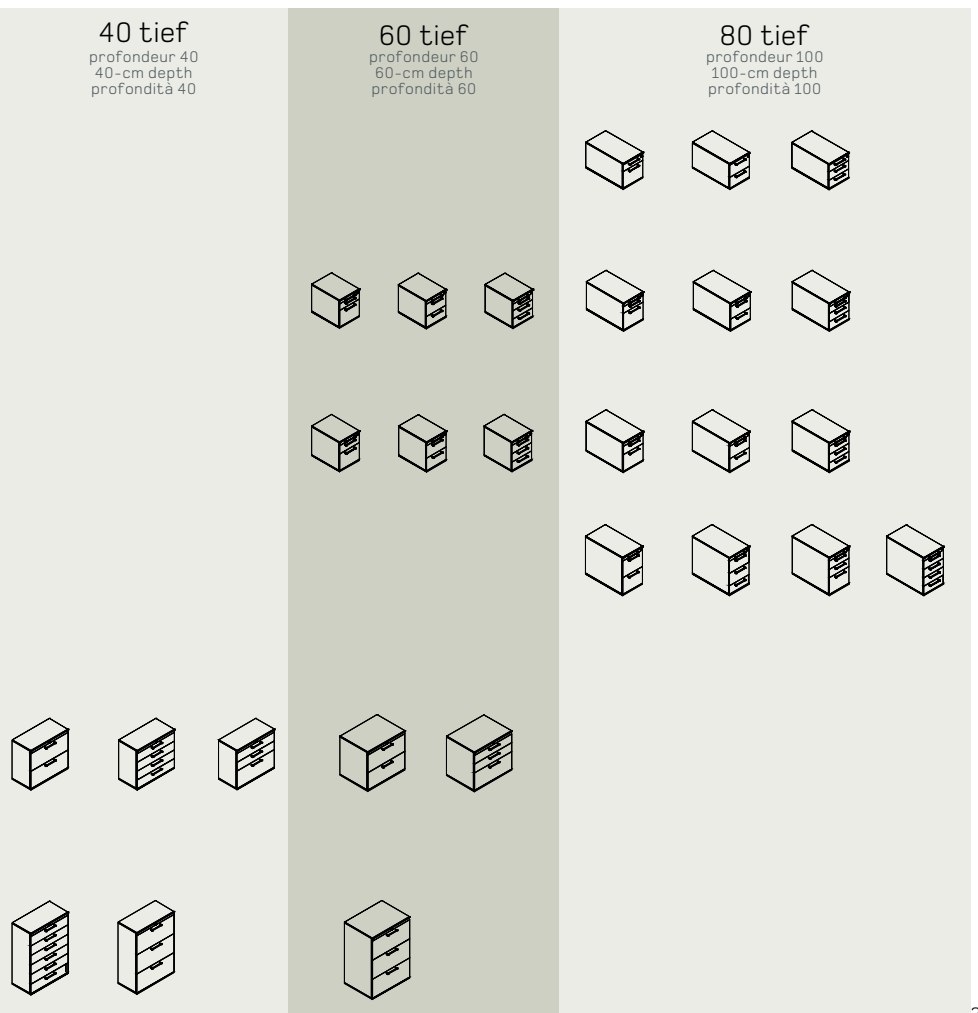 40 tief
profondeur 40
40-cm depth
profondità 40
60 tief
profondeur 60
60-cm depth
profondità 60
80 tief
profondeur 100
100-cm depth
profondità 100